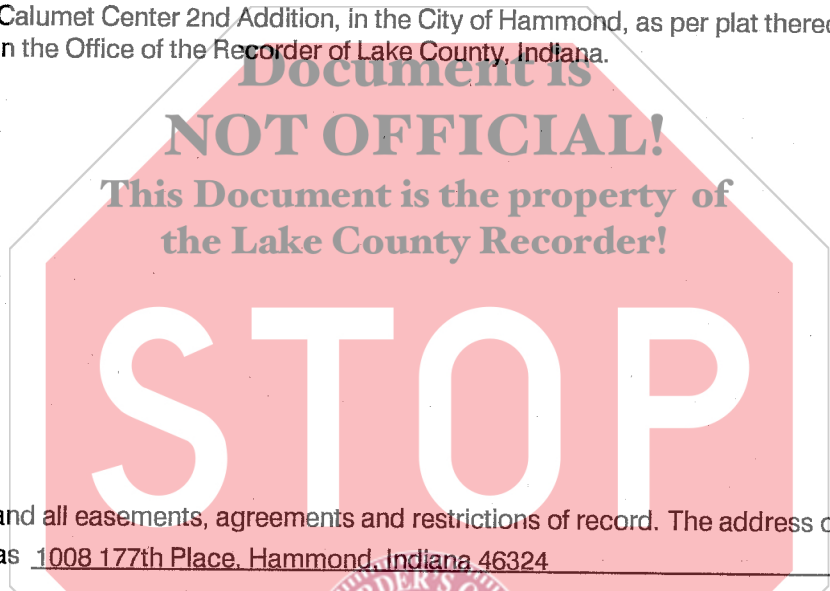 Calumet Center 2nd Addition, in the City of Hammond, as per plat
n the Office of the Recorder of Lake County, Indiana.
Document is
NOT OFFICIAL!
This Document is the property of
the Lake County Recorder!
STOP
and all easements, agreements and restrictions of record. The address
as 1008 177th Place, Hammond, Indiana 46324